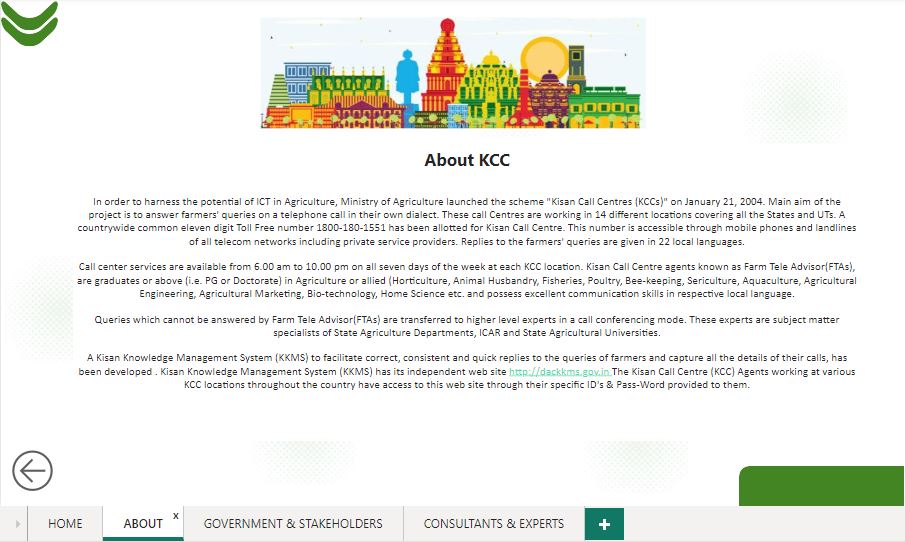 About KCC
In order to harness the potential of ICT in Agriculture, Ministry of Agriculture launched the scheme "Kisan Call Centres (KCCs)" on January 21, 2004. Main aim of the
project is to answer farmers' queries on a telephone call in their own dialect. These call Centres are working in 14 different locations covering all the States and UTs. A
countrywide common eleven digit Toll Free number 1800-180-1551 has been allotted for Kisan Call Centre. This number is accessible through mobile phones and landlines
of all telecom networks including private service providers. Replies to the farmers' queries are given in 22 local languages.
Call center services are available from 6.00 am to 10.00 pm on all seven days of the week at each KCC location. Kisan Call Centre agents known as Farm Tele Advisor(FTAs),
are graduates or above (i.e. PG or Doctorate) in Agriculture or allied (Horticulture, Animal Husbandry, Fisheries, Poultry, Bee-keeping, Sericulture, Aquaculture, Agricultural
Engineering, Agricultural Marketing, Bio-technology, Home Science etc. and possess excellent communication skills in respective local language.
Queries which cannot be answered by Farm Tele Advisor(FTAs) are transferred to higher level experts in a call conferencing mode. These experts are subject matter
specialists of State Agriculture Departments, ICAR and State Agricultural Universities.
A Kisan Knowledge Management System (KKMS) to facilitate correct, consistent and quick replies to the queries of farmers and capture all the details of their calls, has
been developed . Kisan Knowledge Management System (KKMS) has its independent web site http://dackkms.gov.in.The Kisan Call Centre (KCC) Agents working at various
KCC locations throughout the country have access to this web site through their specific ID's & Pass-Word provided to them.
HOME ABOUT x GOVERNMENT & STAKEHOLDERS CONSULTANTS & EXPERTS +